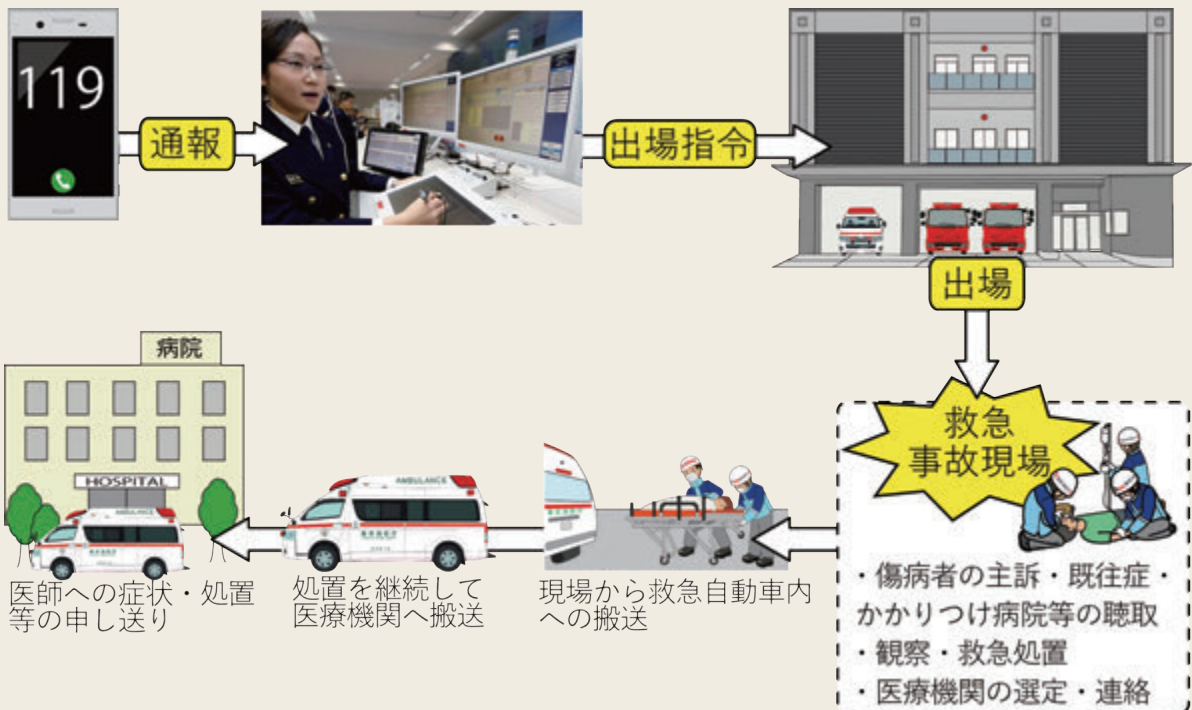 119
通報
出場指令
出場
救急
事故現場
・傷病者の主訴・既往症・
かかりつけ病院等の聴取
・観察・救急処置
・医療機関の選定・連絡
現場から救急自動車内
への搬送
AMBULANCE
処置を継続して
医療機関へ搬送
病院
HOSPITAL
医師への症状・処置
等の申し送り